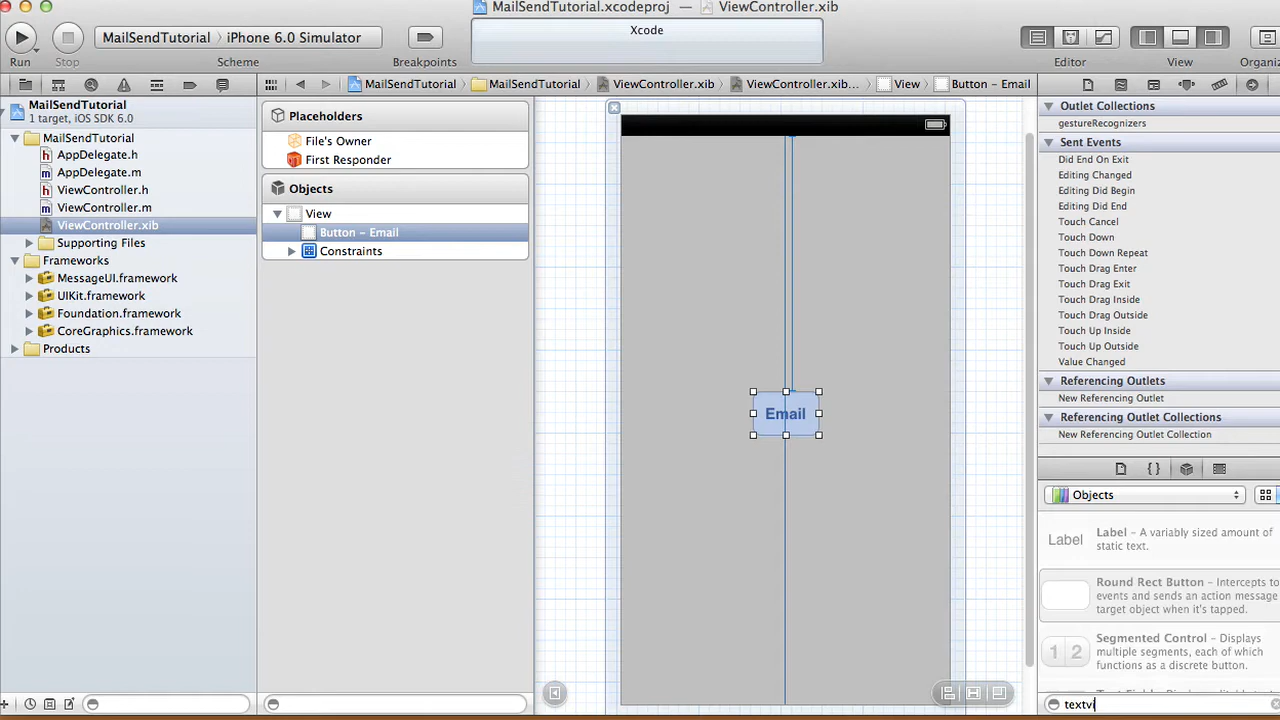 MailSendTutorial.xcodeproj — ViewController.xib
MailSendTutorial › iPhone 6.0 Simulator
Xcode
Run
Stop
Scheme
Breakpoints
Editor
View
MailSendTutorial
MailSendTutorial
ViewController.xib
ViewController.xib...
View
Button – Email
MailSendTutorial
1 target, iOS SDK 6.0
MailSendTutorial
AppDelegate.h
AppDelegate.m
ViewController.h
ViewController.m
ViewController.xib
Supporting Files
Frameworks
MessageUI.framework
UIKit.framework
Foundation.framework
CoreGraphics.framework
Products
Placeholders
File's Owner
First Responder
Objects
View
Button – Email
Constraints
Email
Outlet Collections
gestureRecognizers
Sent Events
Did End On Exit
Editing Changed
Editing Did Begin
Editing Did End
Touch Cancel
Touch Down
Touch Down Repeat
Touch Drag Enter
Touch Drag Exit
Touch Drag Inside
Touch Drag Outside
Touch Up Inside
Touch Up Outside
Value Changed
Referencing Outlets
New Referencing Outlet
Referencing Outlet Collections
New Referencing Outlet Collection
{ }
Objects
Label
Label – A variably sized amount of
static text.
Round Rect Button – Intercepts to
events and sends an action message
target object when it's tapped.
1 2
Segmented Control – Displays
multiple segments, each of which
functions as a discrete button.
textvi